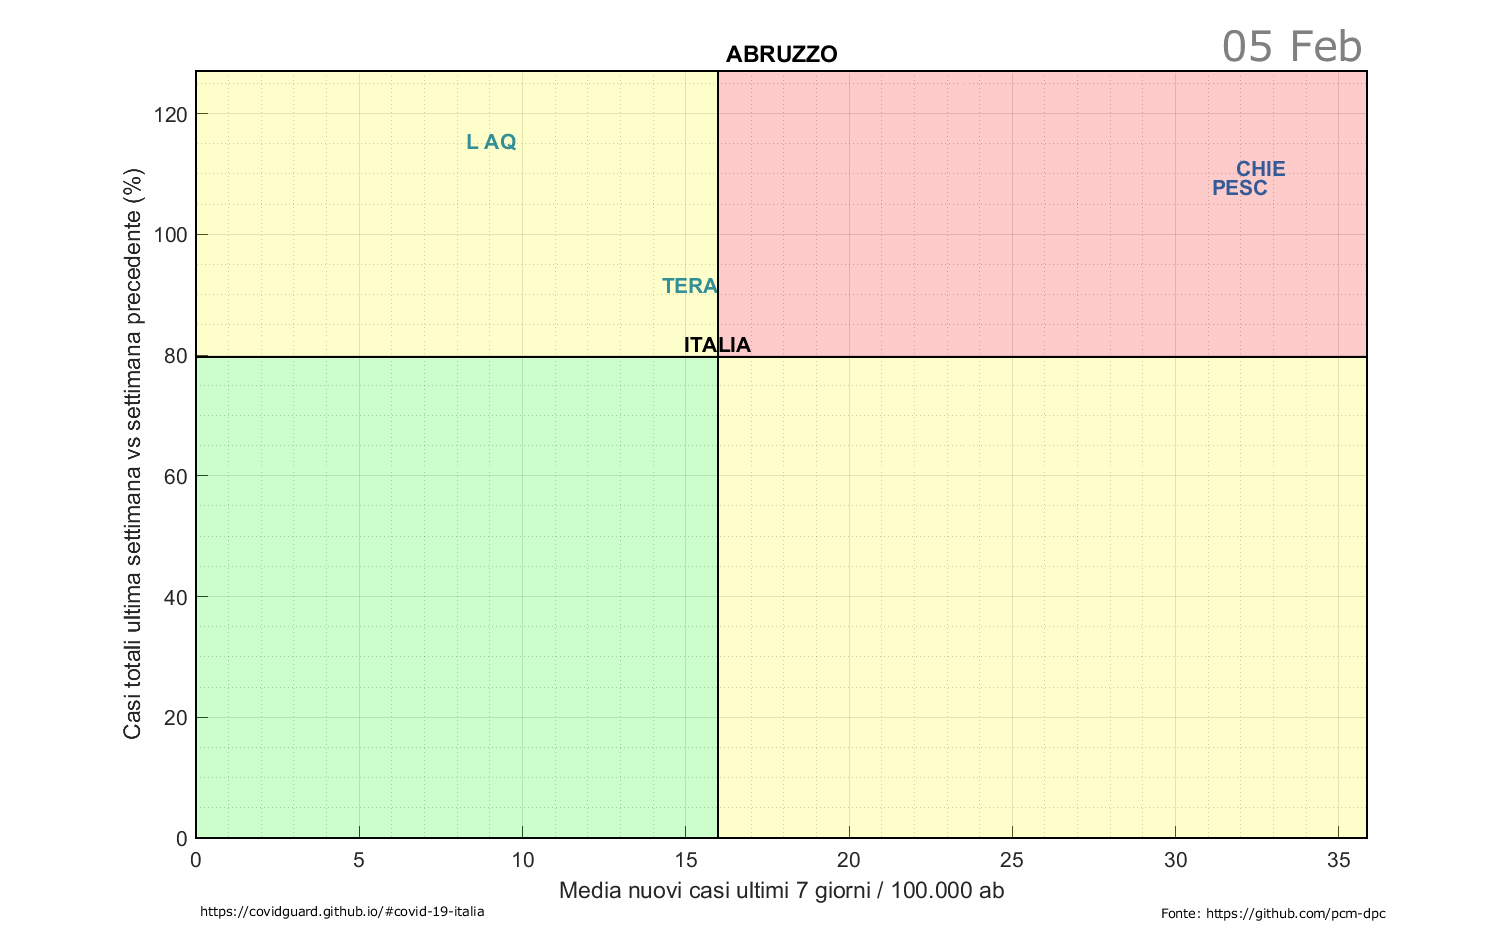 ABRUZZO
05 Feb
Casi totali ultima settimana vs settimana precedente (%)
120
100
80
60
40
20
0
L AQ
CHIE
PESC
TERA
ITALIA
0 5 10 15 20 25 30 35
Media nuovi casi ultimi 7 giorni / 100.000 ab
https://covidguard.github.io/#covid-19-italia
Fonte: https://github.com/pcm-dpc